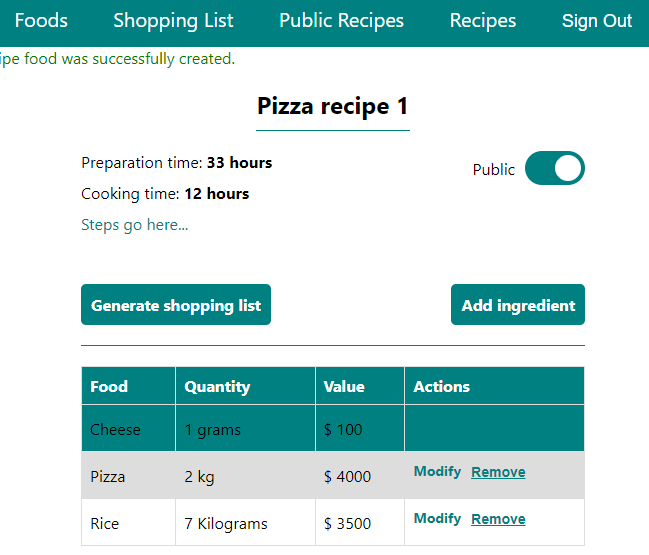 Foods Shopping List Public Recipes Recipes Sign Out
ipe food was successfully created.
Pizza recipe 1
Preparation time: 33 hours
Public
Cooking time: 12 hours
Steps go here...
Generate shopping list Add ingredient
Food Quantity Value Actions
Cheese 1 grams $ 100
Pizza 2 kg $ 4000 Modify Remove
Rice 7 Kilograms $ 3500 Modify Remove